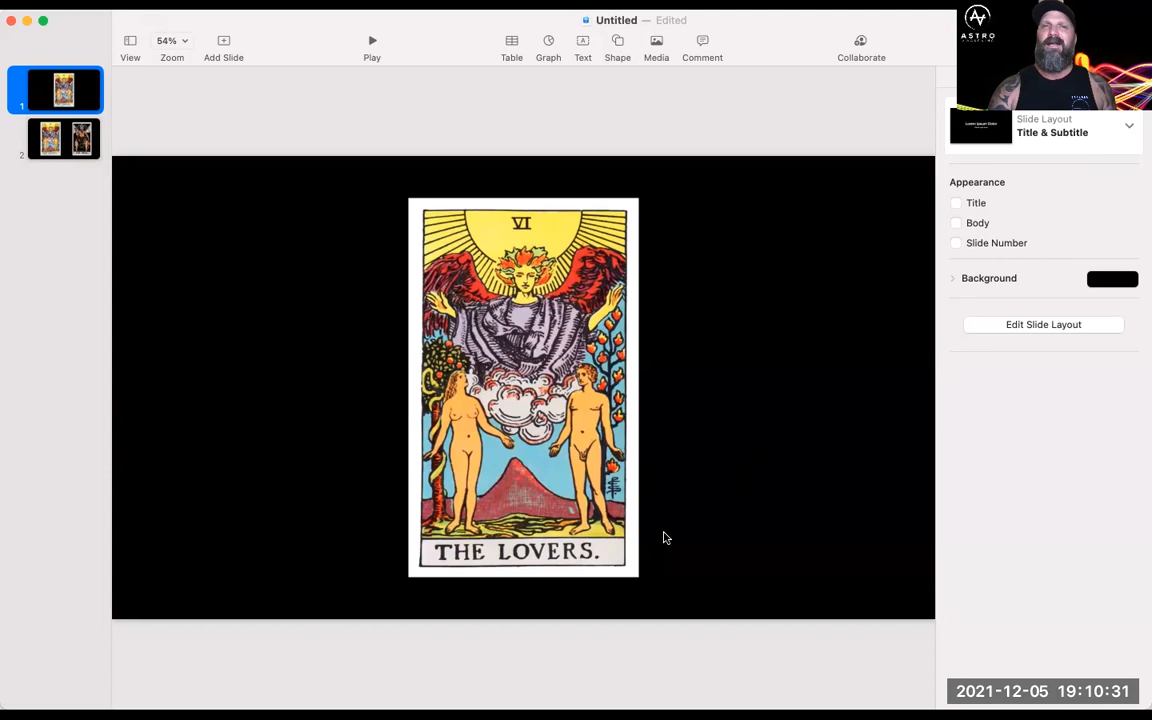 Untitled — Edited
54%
View Zoom Add Slide Play Table Graph Text Shape Media Comment Collaborate
ASTRO
1
2
Slide Layout
Title & Subtitle
Appearance
Title
Body
Slide Number
Background
Edit Slide Layout
VI
THE LOVERS.
2021-12-05 19:10:31